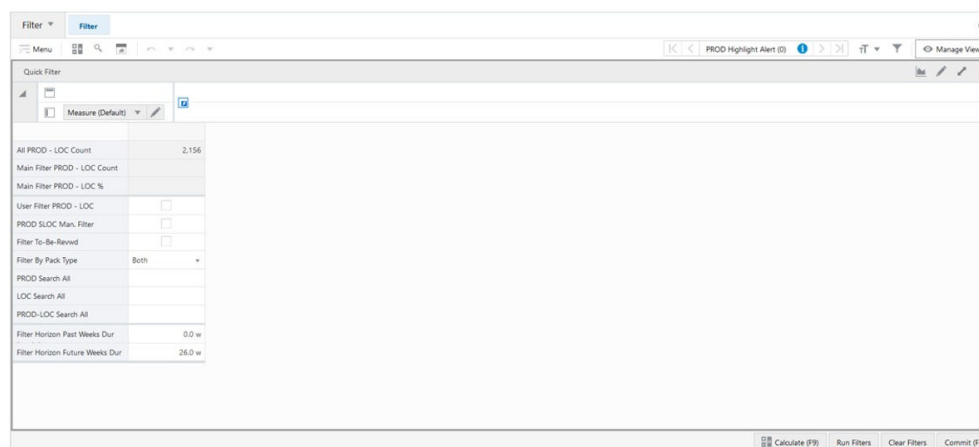 Filter Filter
Menu PROD Highlight Alert (0) Manage View
Quick Filter
Measure (Default)
All PROD - LOC Count 2,156
Main Filter PROD - LOC Count
Main Filter PROD - LOC %
User Filter PROD - LOC
PROD SLOC Man. Filter
Filter To-Be-Revwd
Filter By Pack Type Both
PROD Search All
LOC Search All
PROD-LOC Search All
Filter Horizon Past Weeks Dur 0.0 w
Filter Horizon Future Weeks Dur 26.0 w
Calculate (F9) Run Filters Clear Filters Commit